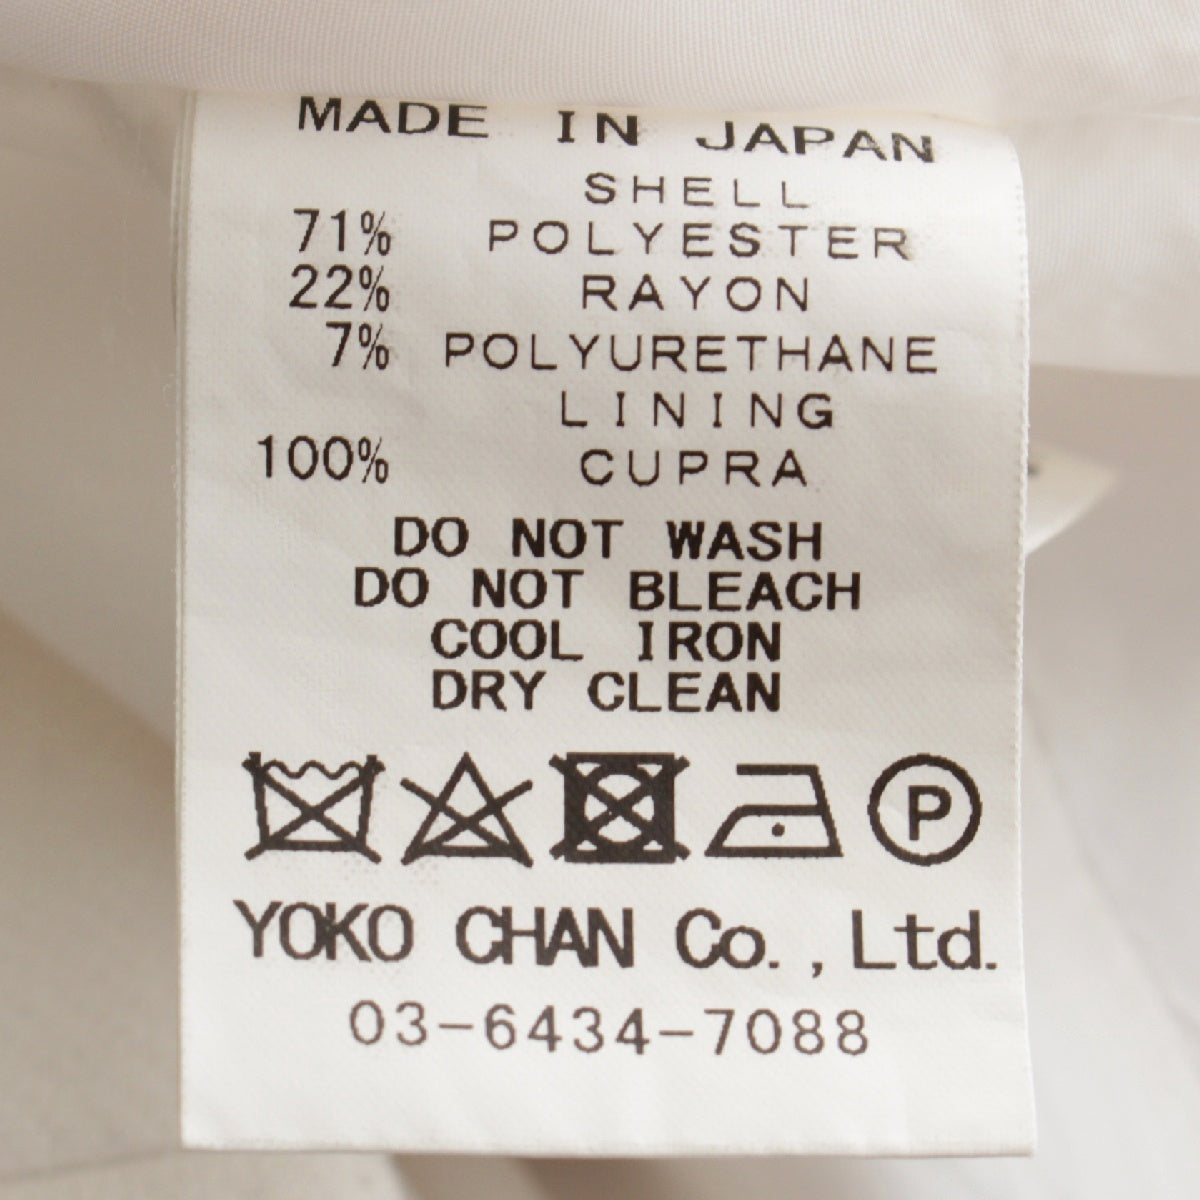 MADE IN JAPAN
SHELL
71% POLYESTER
22% RAYON
7% POLYURETHANE
LINING
100% CUPRA
DO NOT WASH
DO NOT BLEACH
COOL IRON
DRY CLEAN
P
YOKO CHAN Co., Ltd.
03-6434-7088